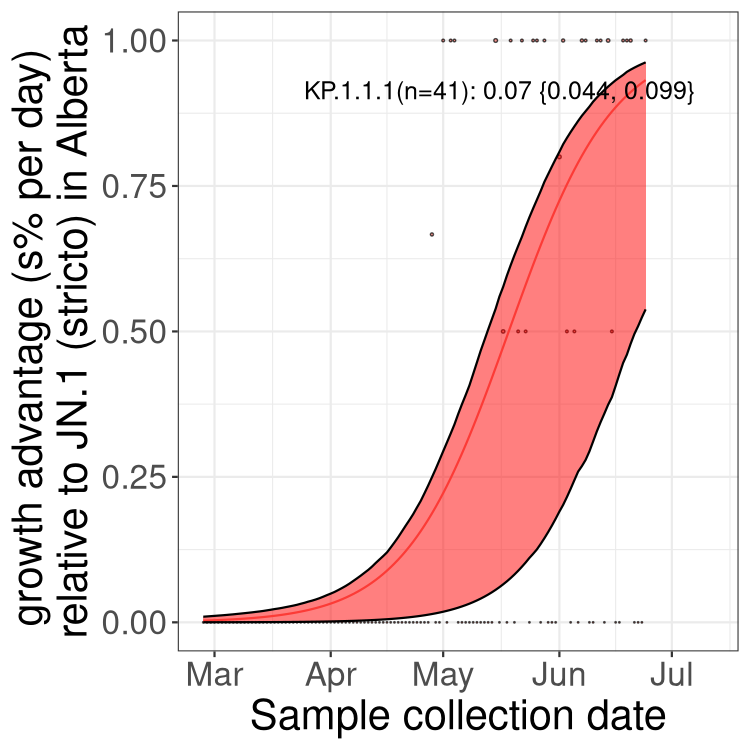 growth advantage (s% per day)
relative to JN.1 (stricto) in Alberta
1.00
0.75
0.50
0.25
0.00
KP.1.1.1(n=41): 0.07 {0.044, 0.099}
Mar Apr May Jun Jul
Sample collection date